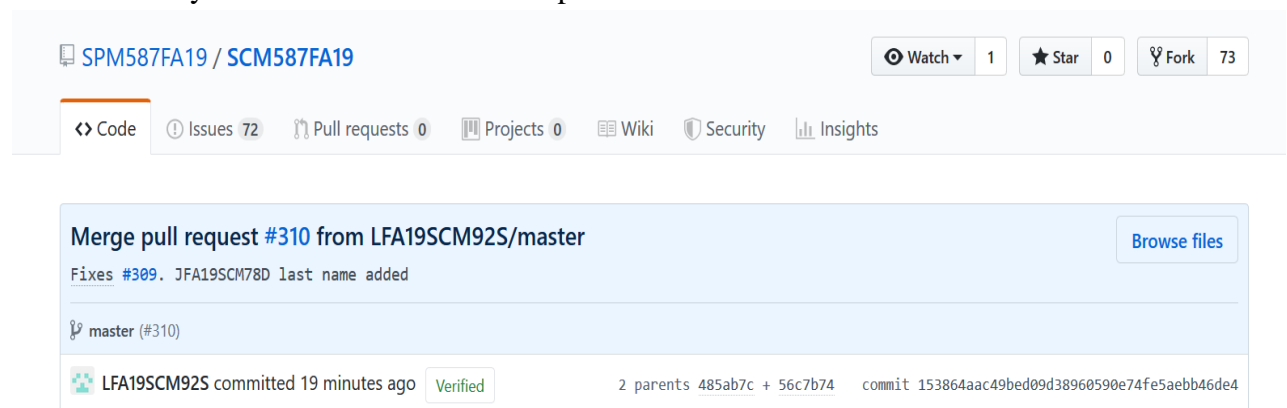 SPM587FA19 / SCM587FA19
Watch 1 Star 0 Fork 73
Code Issues 72 Pull requests 0 Projects 0 Wiki Security Insights
Merge pull request #310 from LFA19SCM92S/master
Browse files
Fixes #309. JFA19SCM78D last name added
master (#310)
LFA19SCM92S committed 19 minutes ago Verified 2 parents 485ab7c + 56c7b74 commit 153864aac49bed09d38960590e74fe5aebb46de4